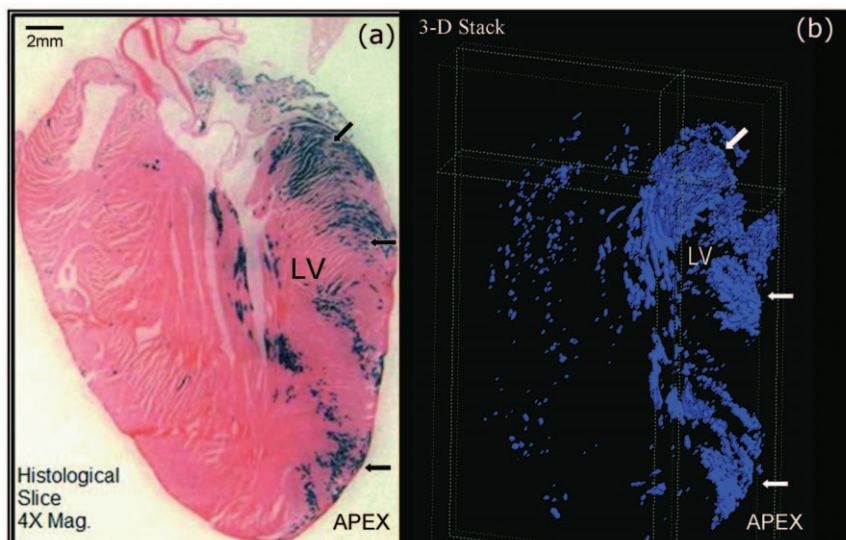 2mm
(a)
LV
Histological
Slice
4X Mag.
APEX
3-D Stack
(b)
LV
APEX